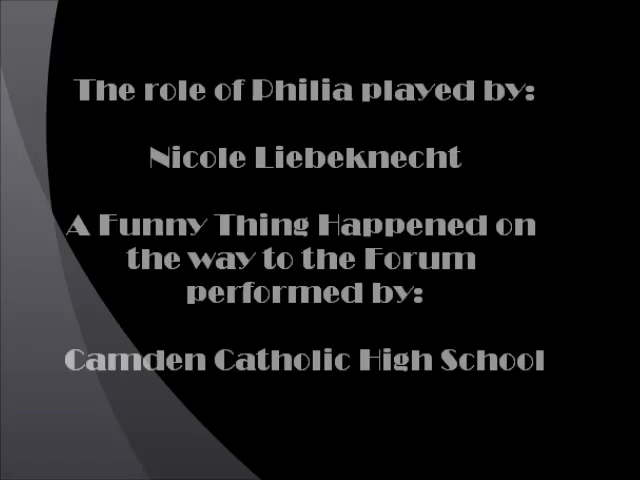 The role of Philia played by:
Nicole Liebeknecht
A Funny Thing Happened on
the way to the Forum
performed by:
Camden Catholic High School